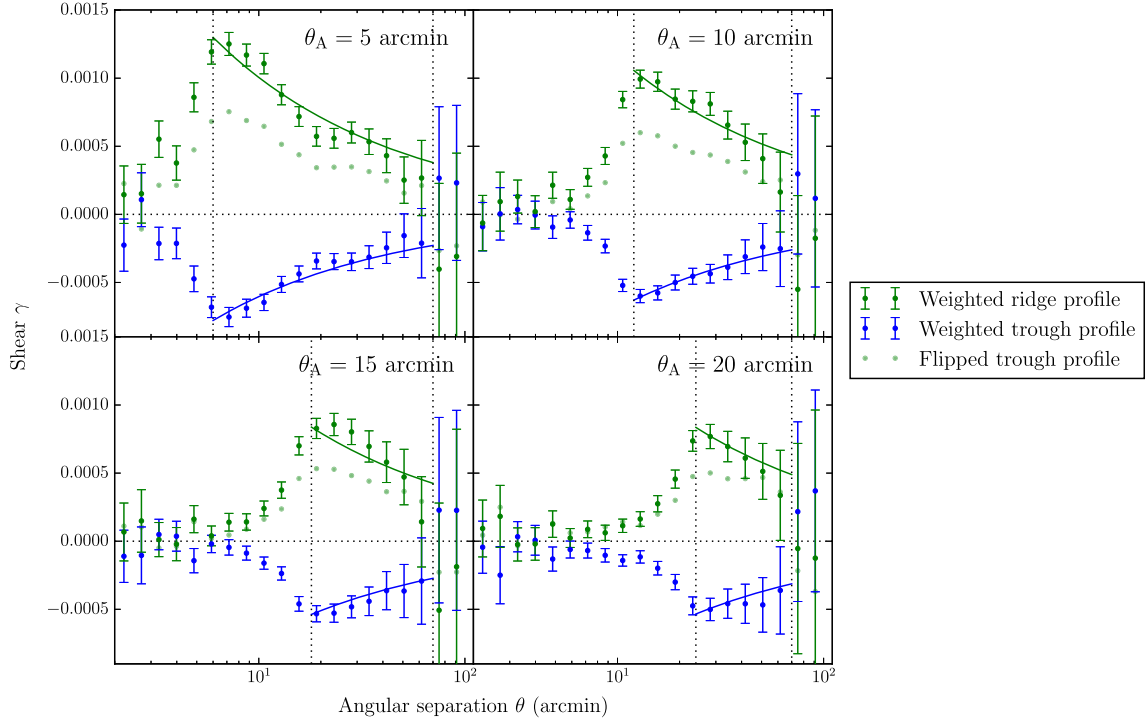 0.0015
θA = 5 arcmin
θA = 10 arcmin
0.0010
0.0005
0.0000
−0.0005
0.0015
θA = 15 arcmin
θA = 20 arcmin
0.0010
0.0005
0.0000
−0.0005
10¹
10²
10¹
10²
Shear γ
Angular separation θ (arcmin)
Weighted ridge profile
Weighted trough profile
Flipped trough profile